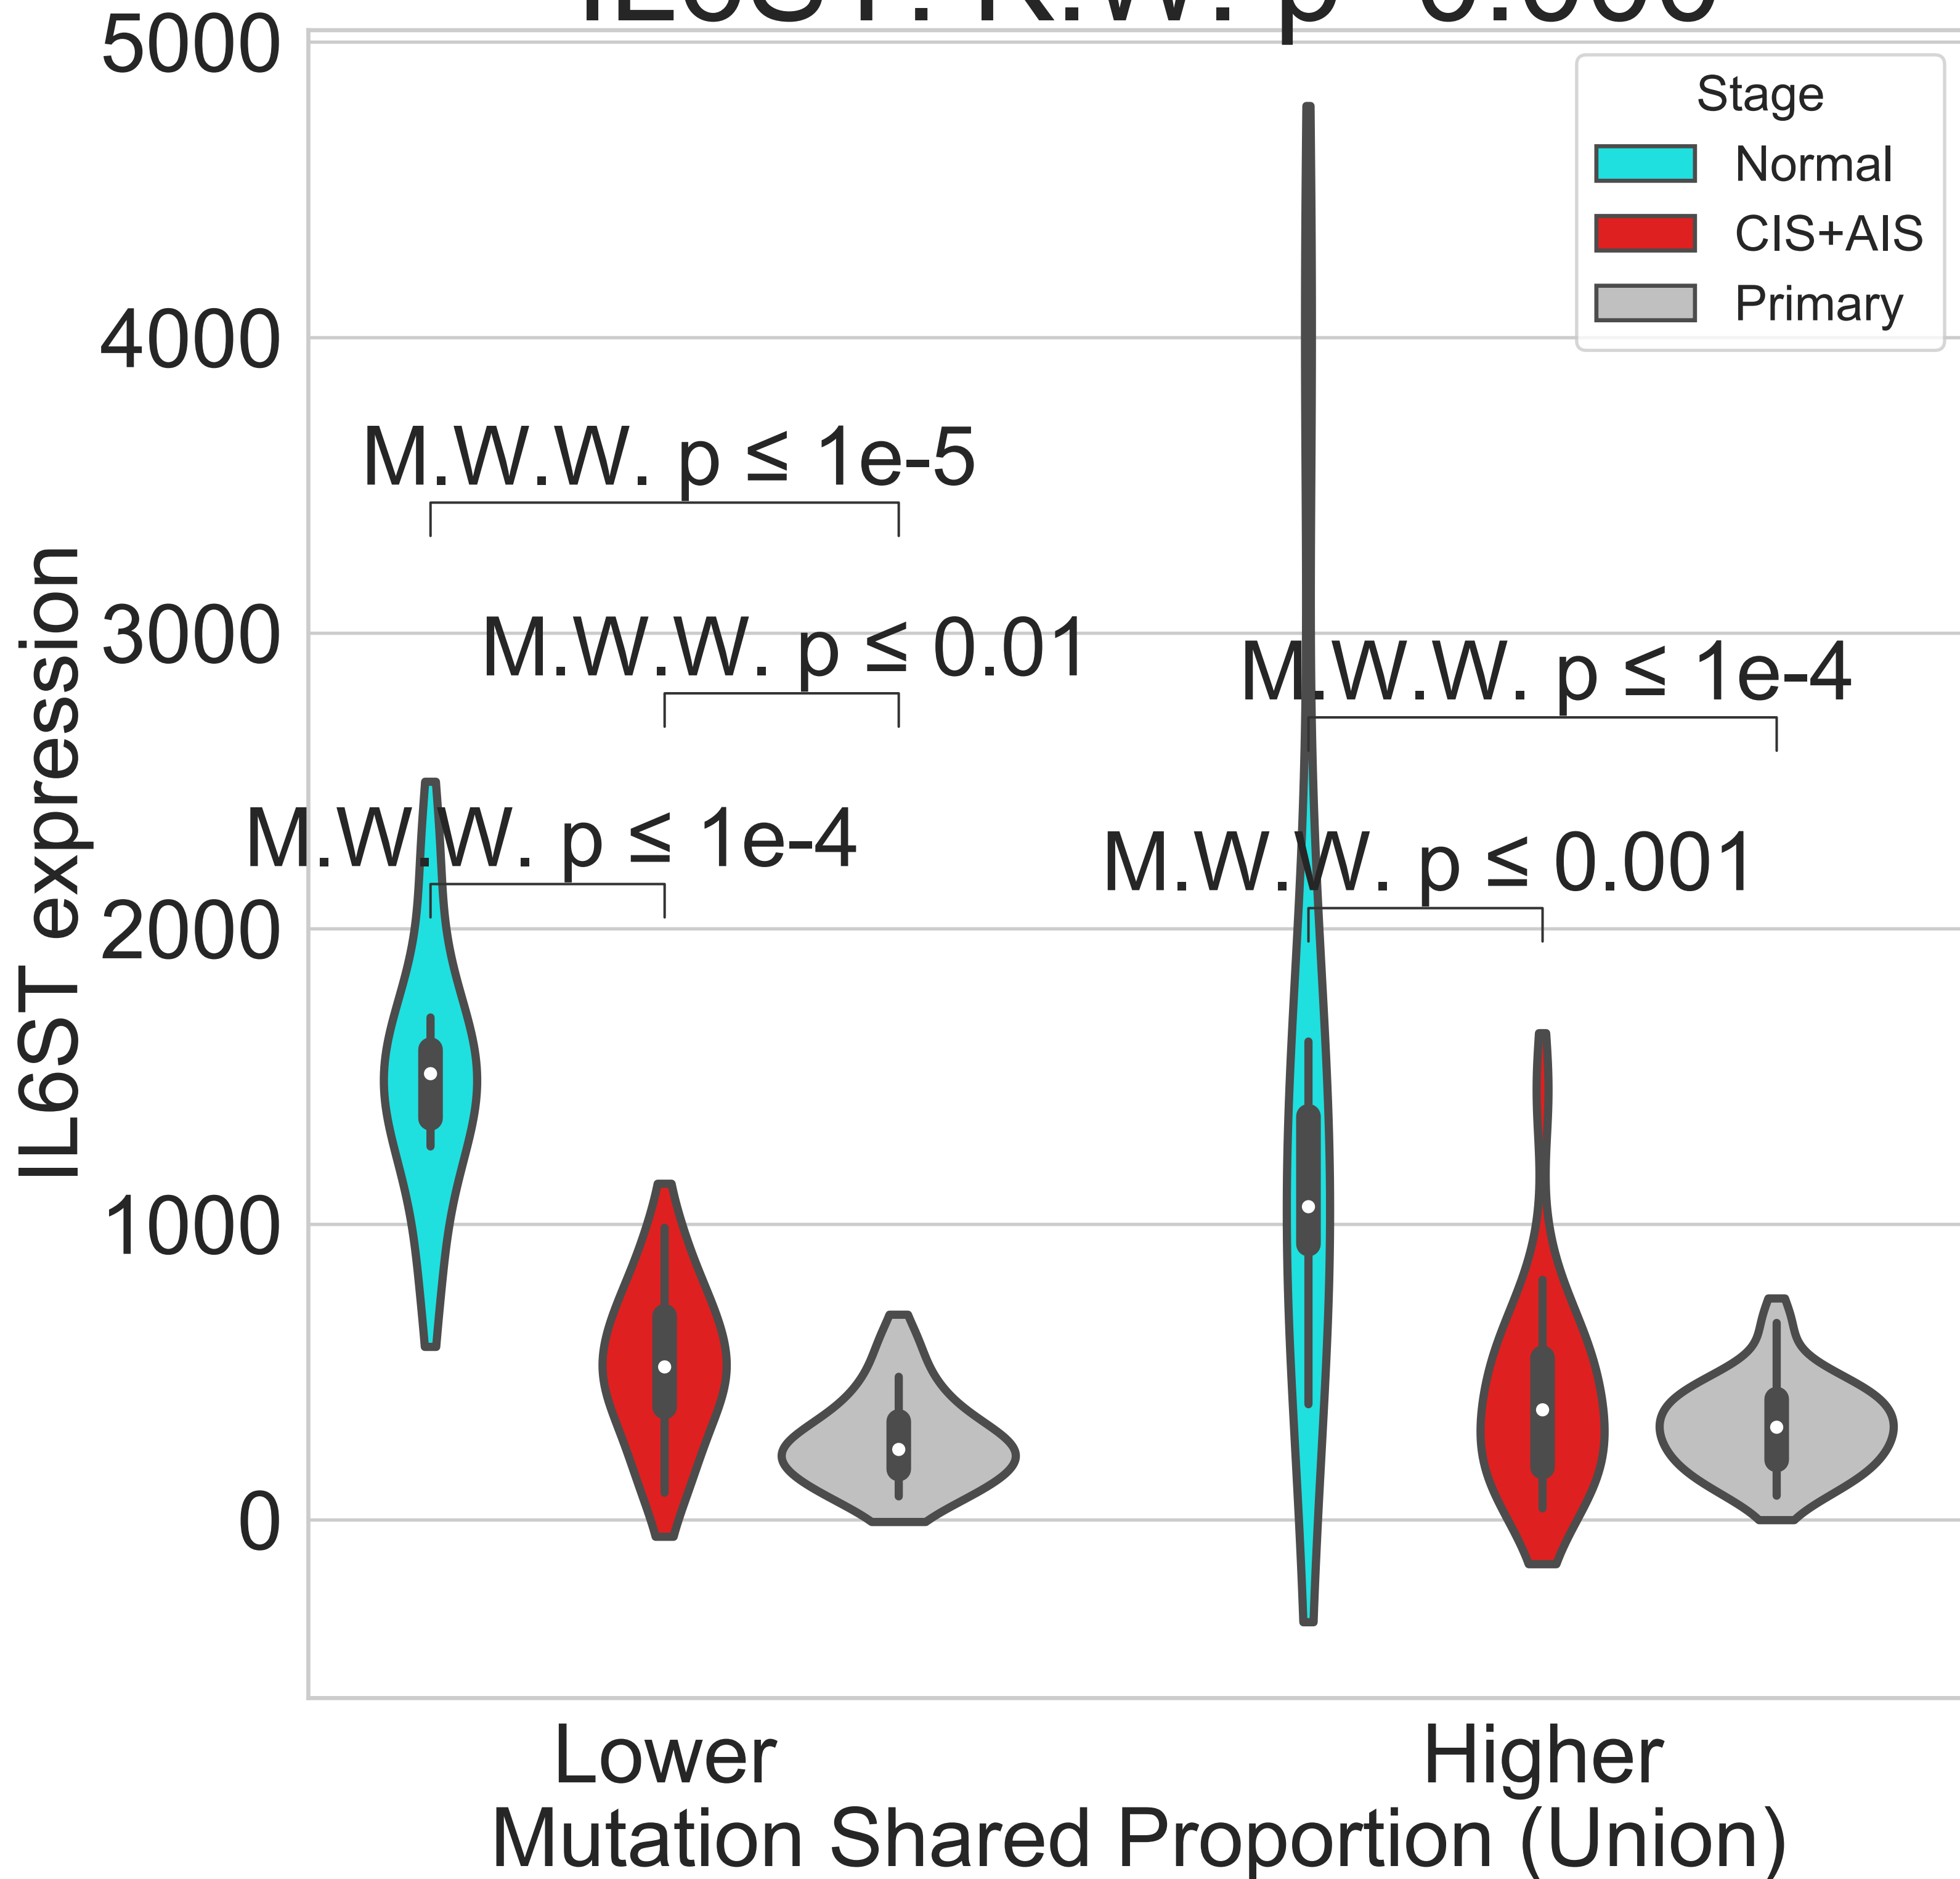 5000
4000
3000
2000
1000
0
IL6ST expression
Stage
Normal
CIS+AIS
Primary
M.W.W. p ≤ 1e-5
M.W.W. p ≤ 0.01
M.W.W. p ≤ 1e-4
M.W.W. p ≤ 1e-4
M.W.W. p ≤ 0.001
Lower
Higher
Mutation Shared Proportion (Union)